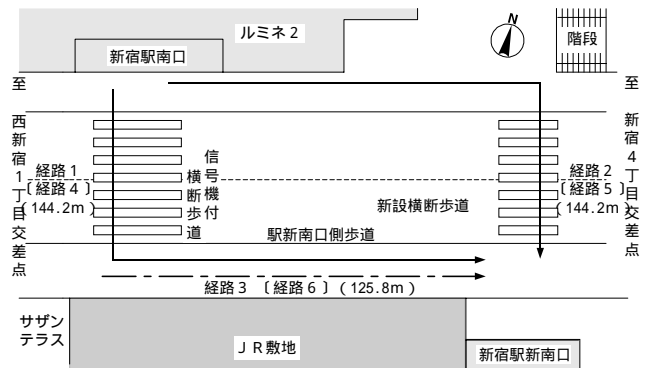 ルミネ2
N
新宿駅南口
階段
至 西新宿1丁目交差点
至 新宿4丁目交差点
信号機付
横断歩道
経路1
〔経路4〕
(144.2m)
経路2
〔経路5〕
(144.2m)
新設横断歩道
駅新南口側歩道
経路3 〔経路6〕(125.8m)
サザン
テラス
JR敷地
新宿駅新南口